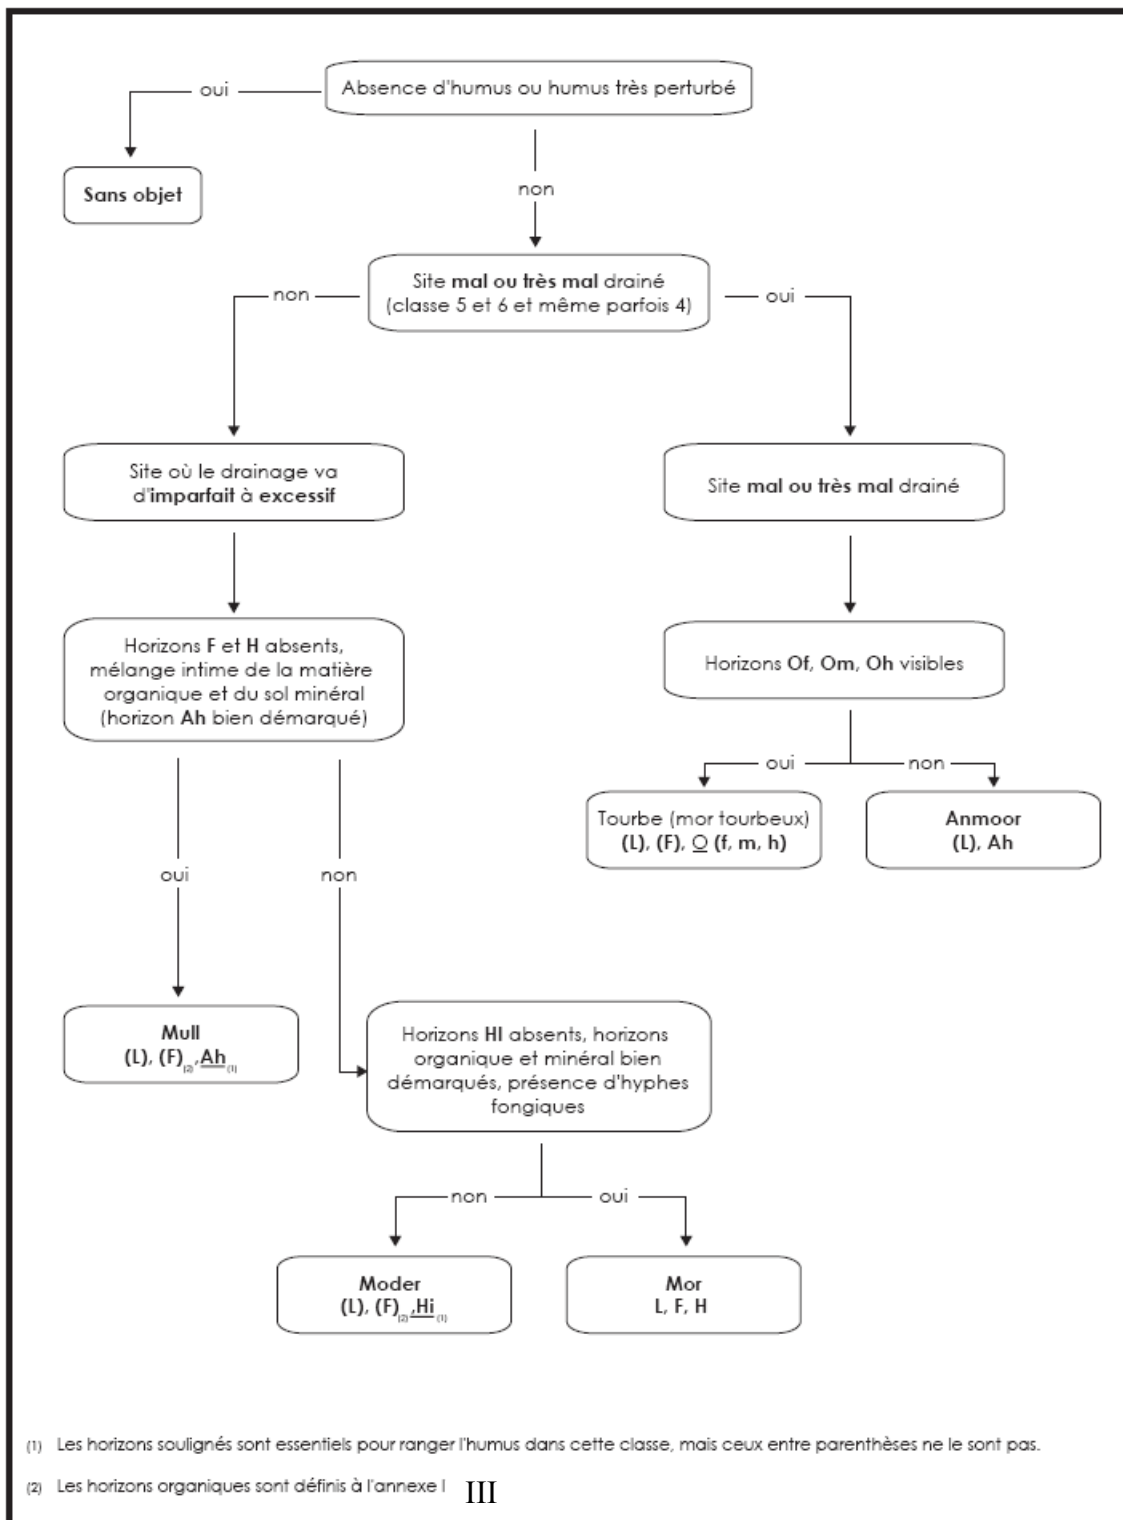 Absence d'humus ou humus très perturbé
oui
non
Sans objet
Site mal ou très mal drainé
(classe 5 et 6 et même parfois 4)
non
oui
Site où le drainage va
d'imparfait à excessif
Site mal ou très mal drainé
Horizons F et H absents,
mélange intime de la matière
organique et du sol minéral
(horizon Ah bien démarqué)
Horizons Of, Om, Oh visibles
oui
non
Tourbe (mor tourbeux)
(L), (F), O (f, m, h)
Anmoor
(L), Ah
oui
non
Mull
(L), (F)(2),Ah(1)
Horizons HI absents, horizons
organique et minéral bien
démarqués, présence d'hyphes
fongiques
non
oui
Moder
(L), (F)(2),Hi(1)
Mor
L, F, H
(1) Les horizons soulignés sont essentiels pour ranger l'humus dans cette classe, mais ceux entre parenthèses ne le sont pas.
(2) Les horizons organiques sont définis à l'annexe I III